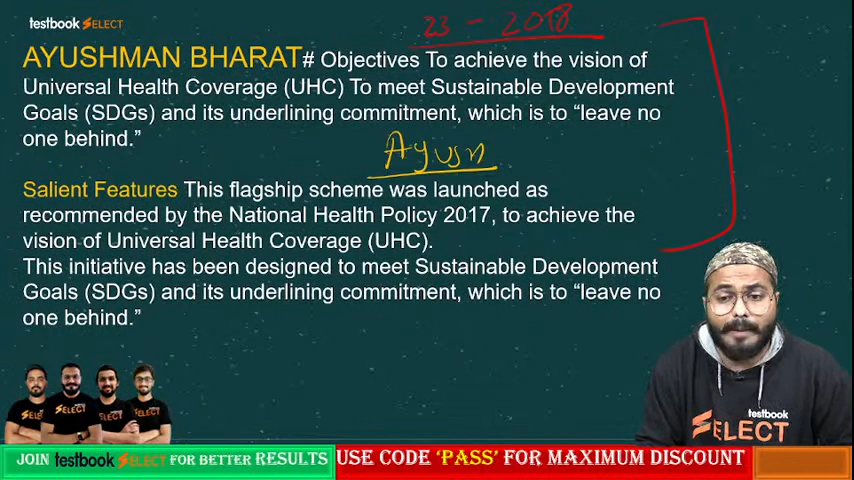 testbook SELECT
23 - 2018
AYUSHMAN BHARAT# Objectives To achieve the vision of
Universal Health Coverage (UHC) To meet Sustainable Development
Goals (SDGs) and its underlining commitment, which is to “leave no
one behind.”
Ayush
Salient Features This flagship scheme was launched as
recommended by the National Health Policy 2017, to achieve the
vision of Universal Health Coverage (UHC).
This initiative has been designed to meet Sustainable Development
Goals (SDGs) and its underlining commitment, which is to “leave no
one behind.”
SELECT
SELECT
SELECT
testbook
SELECT
JOIN testbook SELECT FOR BETTER RESULTS
USE CODE ‘PASS’ FOR MAXIMUM DISCOUNT